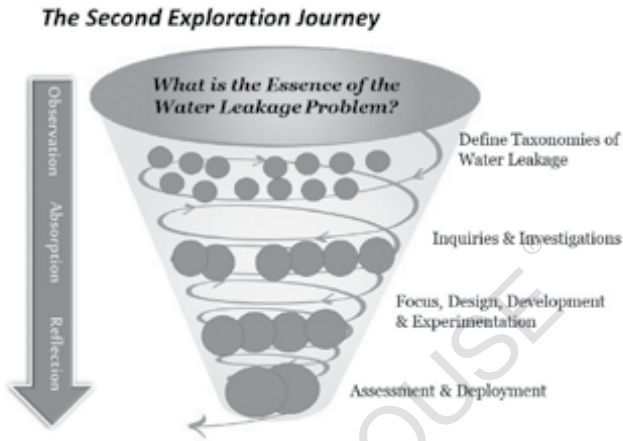 The Second Exploration Journey
What is the Essence of the
Water Leakage Problem?
Observation
Absorption
Reflection
Define Taxonomies of
Water Leakage
Inquiries & Investigations
Focus, Design, Development
& Experimentation
Assessment & Deployment
OUSE®